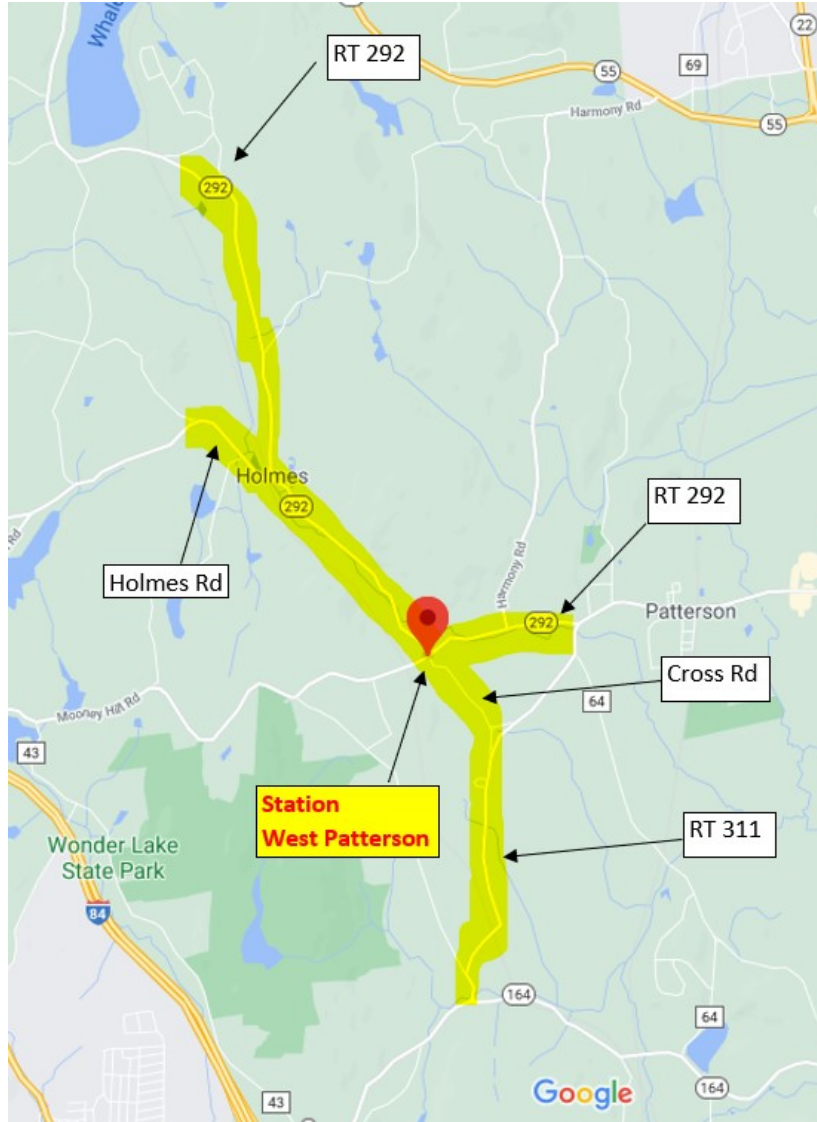 Whale
22
RT 292
55
69
Harmony Rd
55
292
Holmes
292
RT 292
Harmony Rd
Holmes Rd
292
Patterson
Cross Rd
64
Mooney Hill Rd
43
Station
West Patterson
RT 311
Wonder Lake
State Park
84
164
64
164
43
Google